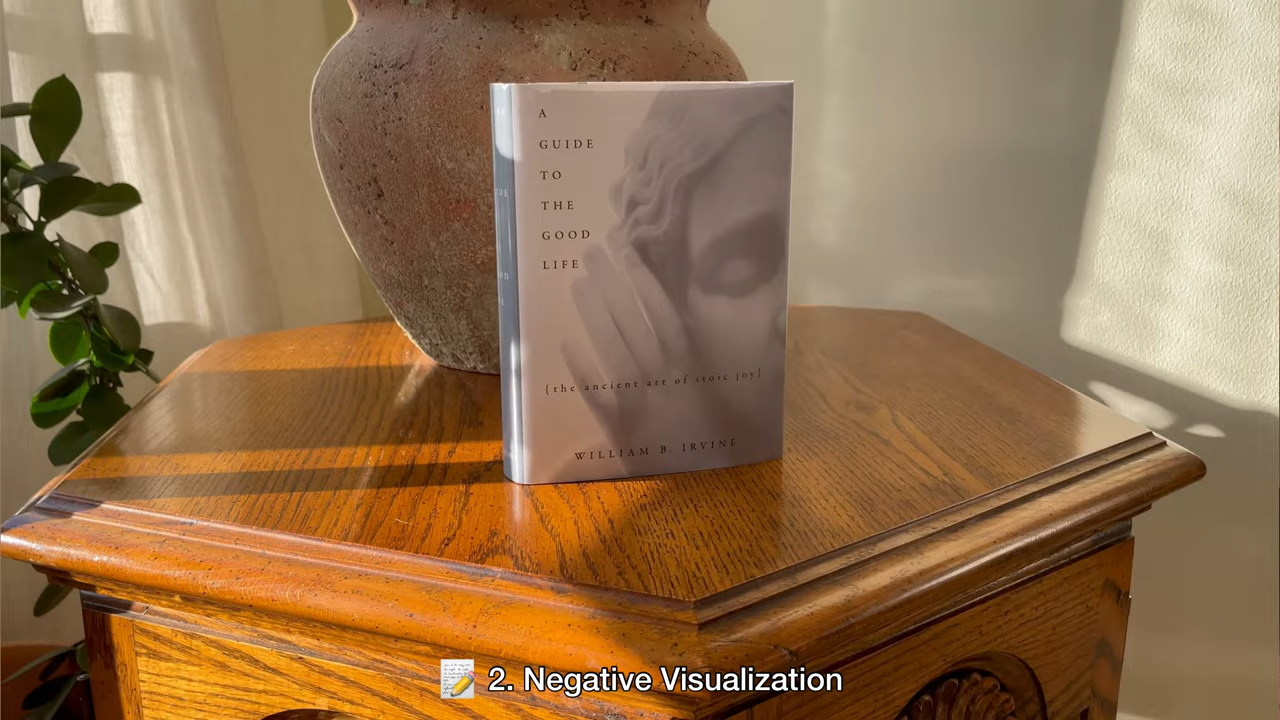 A
GUIDE
TO
THE
GOOD
LIFE
{the ancient art of stoic joy}
WILLIAM B. IRVINE
2. Negative Visualization